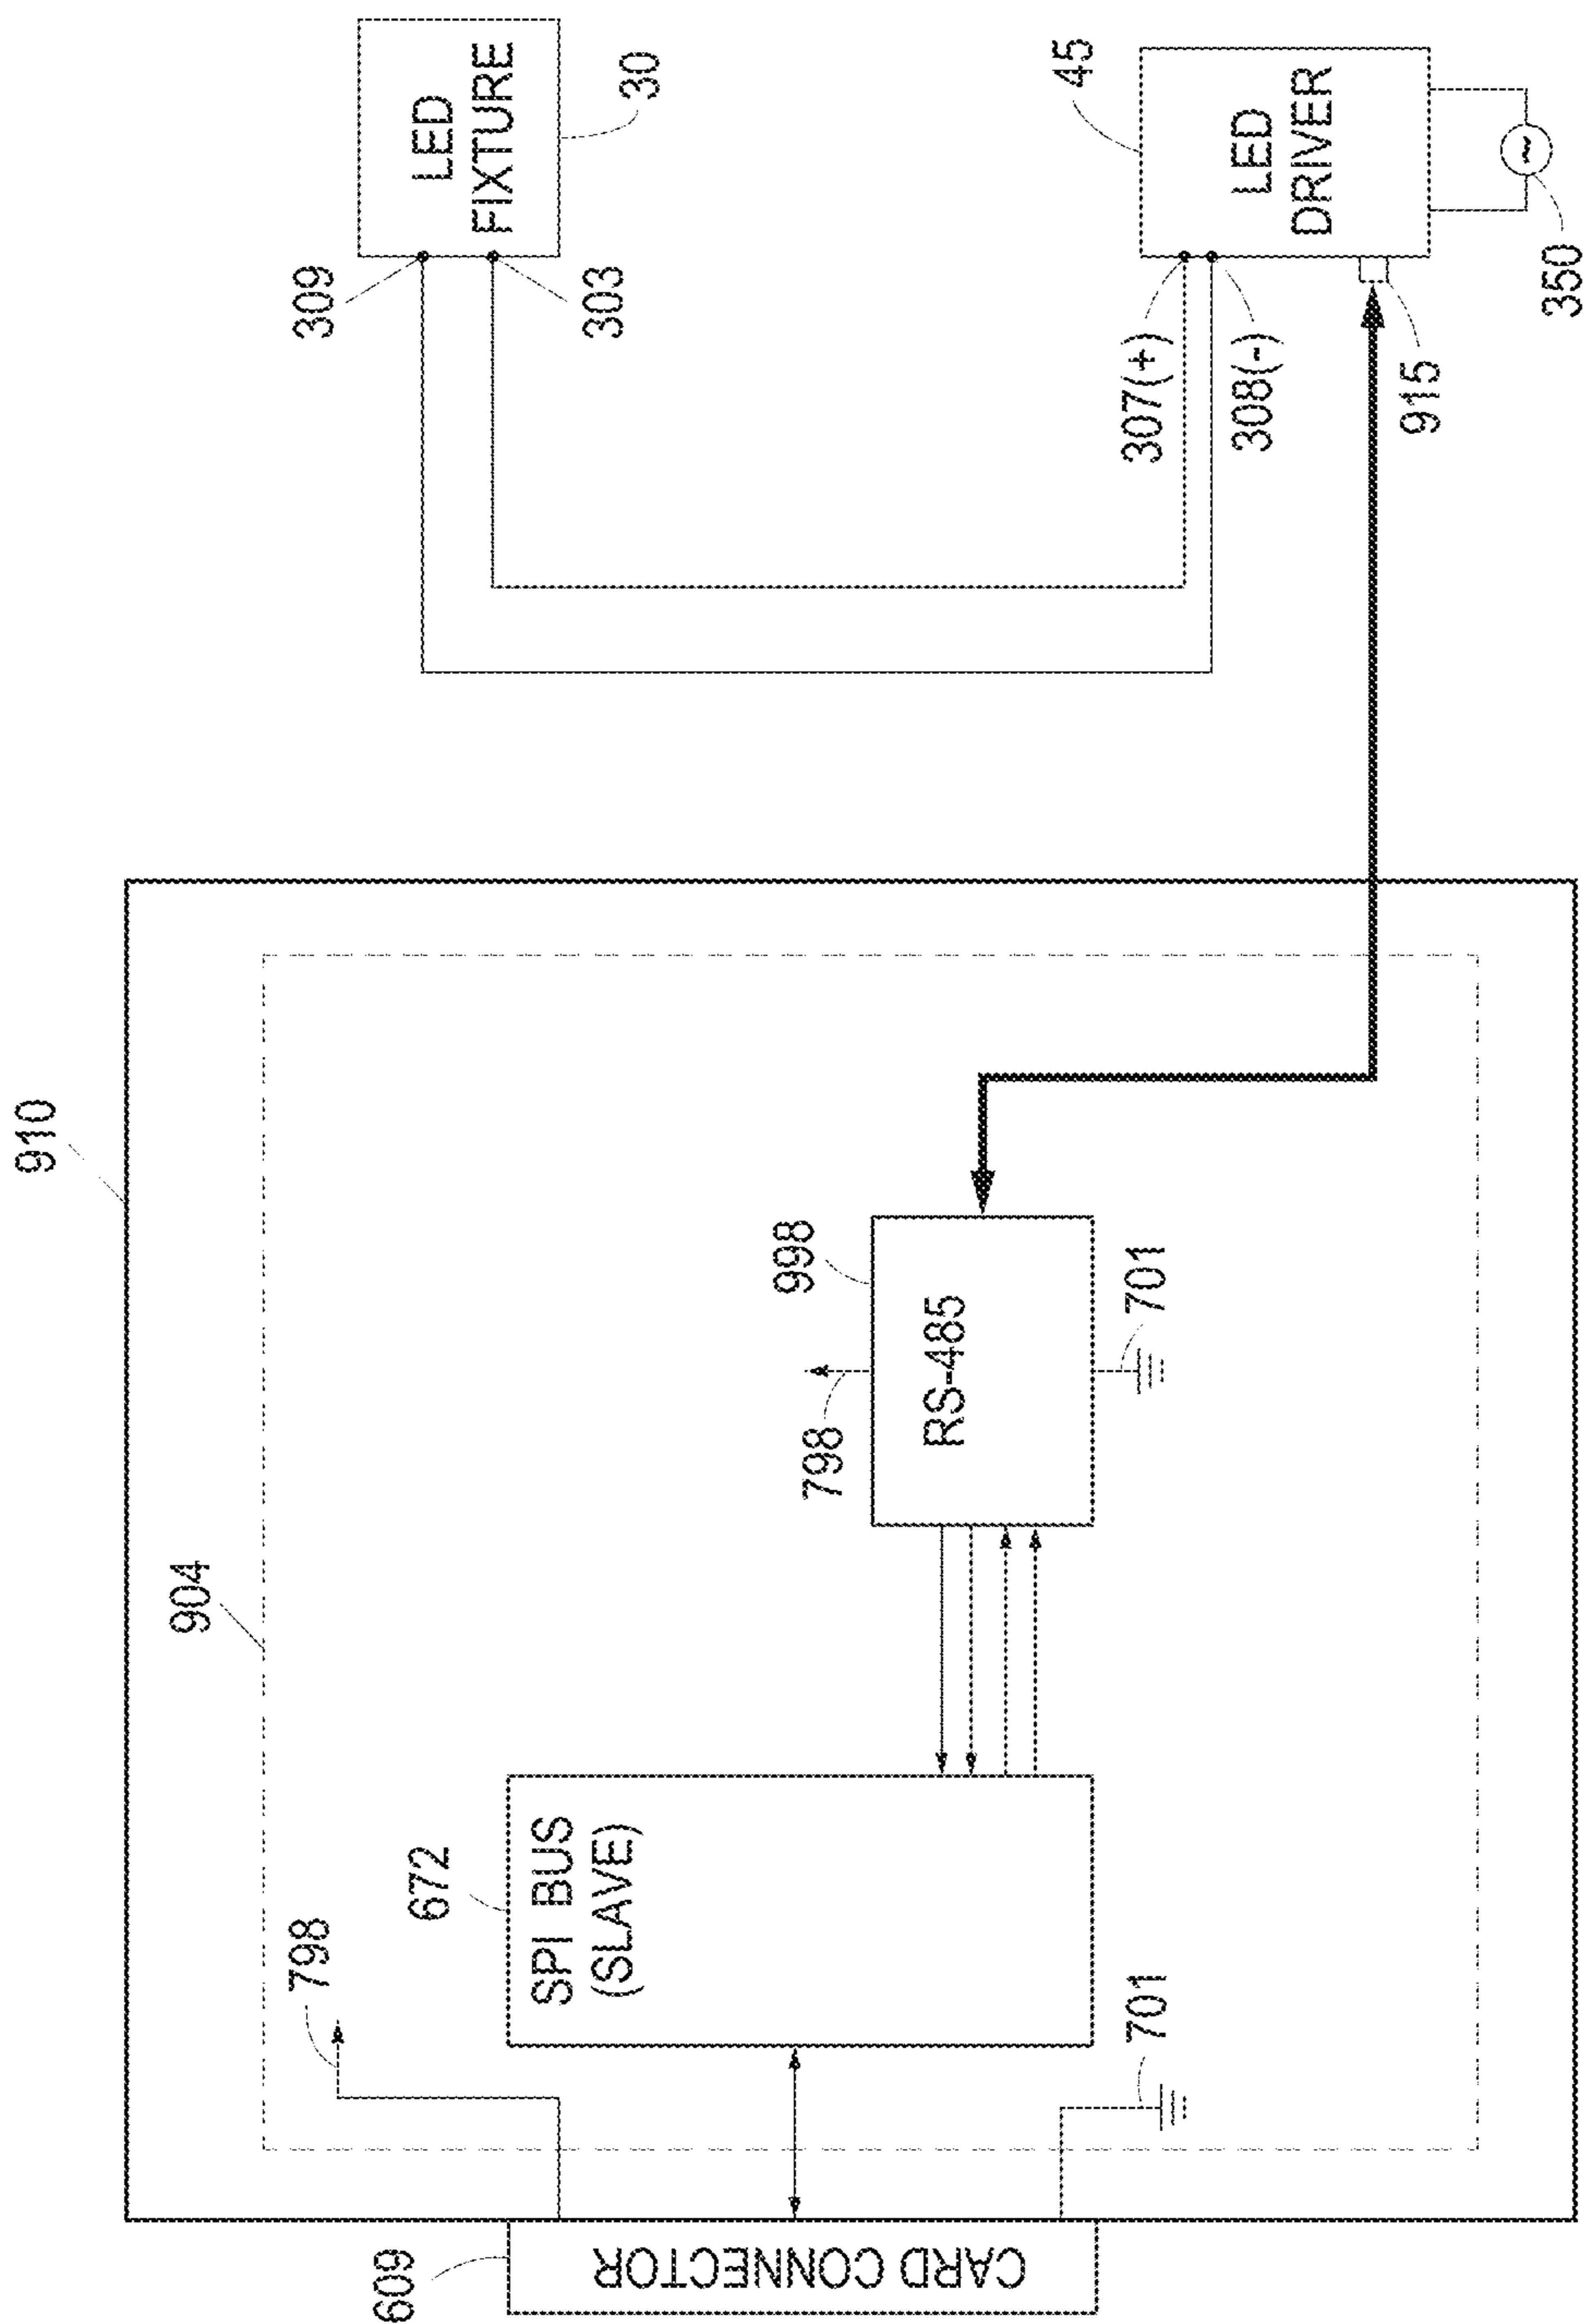 910
904
798
309
609
672
LED
FIXTURE
30
303
SPI BUS
(SLAVE)
CARD CONNECTOR
998
798
RS-485
45
701
701
307(+)
308(-)
LED
DRIVER
915
350